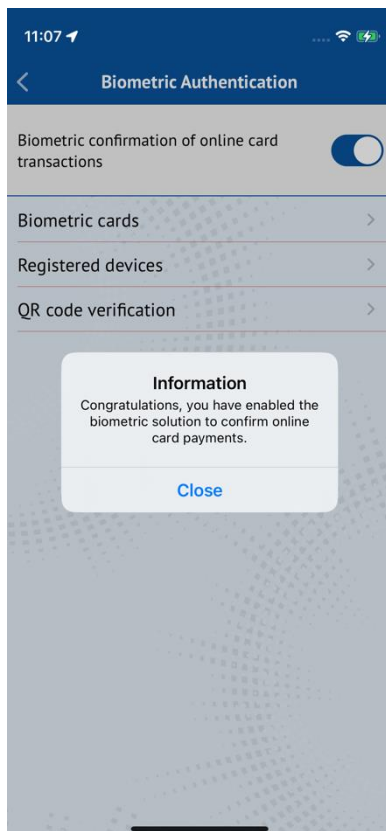 11:07
Biometric Authentication
Biometric confirmation of online card
transactions
Biometric cards
Registered devices
QR code verification
Information
Congratulations, you have enabled the
biometric solution to confirm online
card payments.
Close